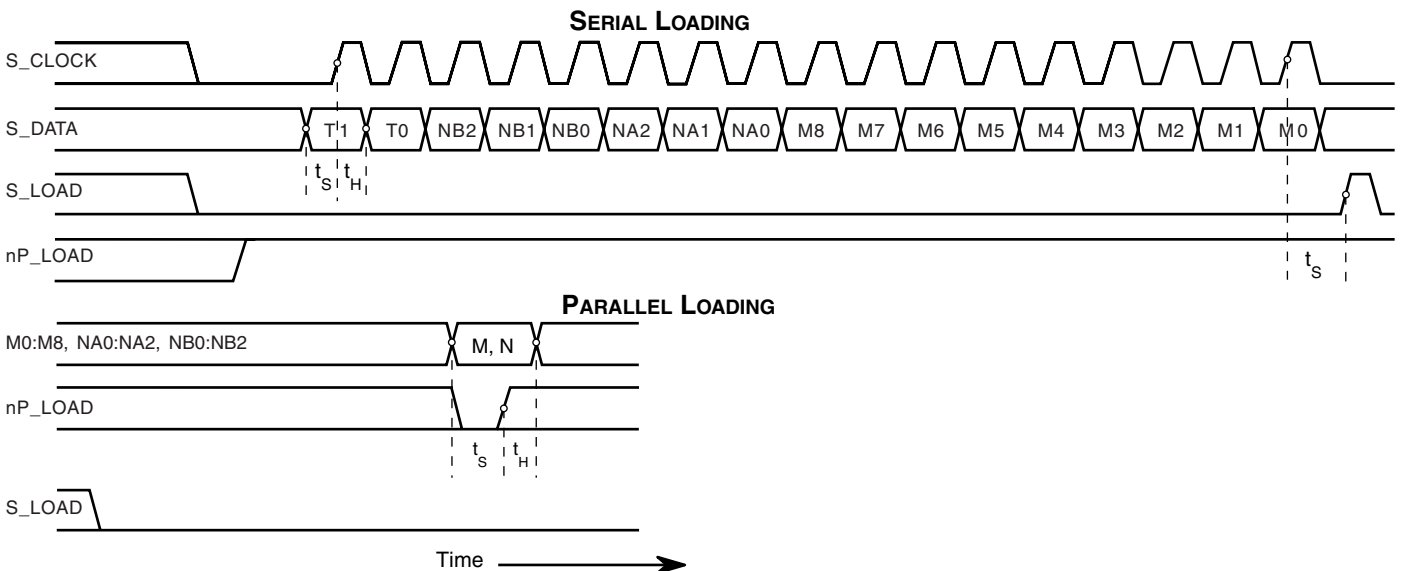 SERIAL LOADING
S_CLOCK
S_DATA T1 T0 NB2 NB1 NB0 NA2 NA1 NA0 M8 M7 M6 M5 M4 M3 M2 M1 M0
tS tH
S_LOAD
nP_LOAD
tS
PARALLEL LOADING
M0:M8, NA0:NA2, NB0:NB2 M, N
nP_LOAD
tS tH
S_LOAD
Time